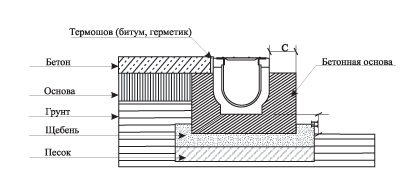 Термошов (битум, герметик)
С
Бетон
Бетонная основа
Основа
Грунт
Щебень
Песок